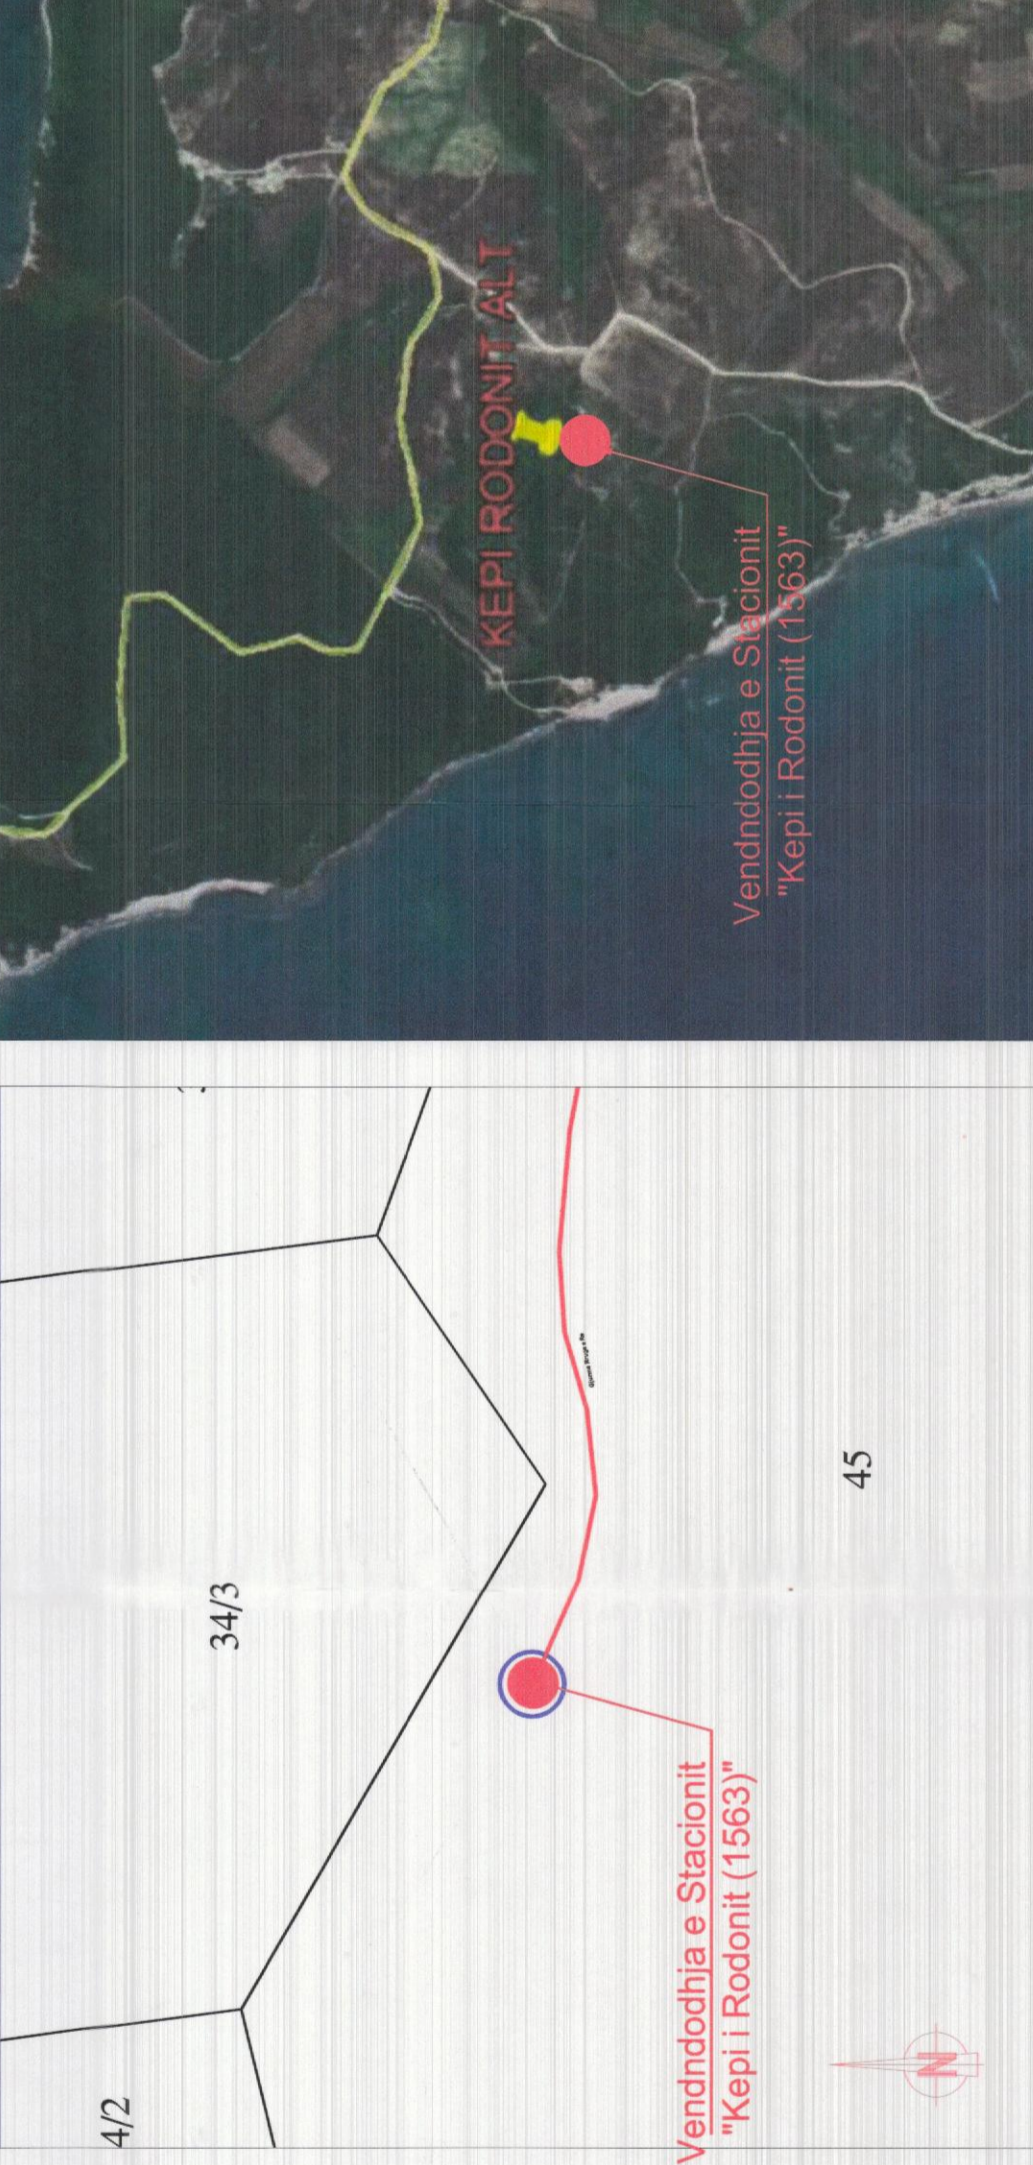 4/2
34/3
Vendndodhja e Stacionit
"Kepi i Rodonit (1563)"
45
N
KEPI RODONIT ALT
Vendndodhja e Stacionit
"Kepi i Rodonit (1563)"